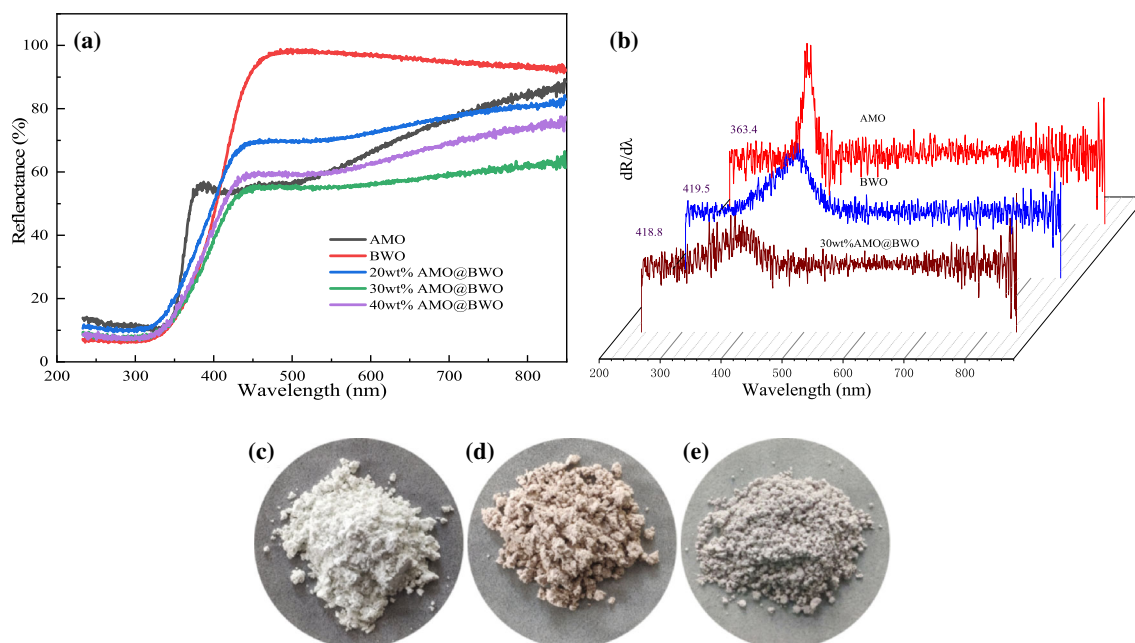 (a)
Reflectance (%)
100
80
60
40
20
0
AMO
BWO
20wt% AMO@BWO
30wt% AMO@BWO
40wt% AMO@BWO
200 300 400 500 600 700 800
Wavelength (nm)
(b)
dR/dλ
363.4
AMO
419.5
BWO
418.8
30wt%AMO@BWO
200 300 400 500 600 700 800
Wavelength (nm)
(c)
(d)
(e)